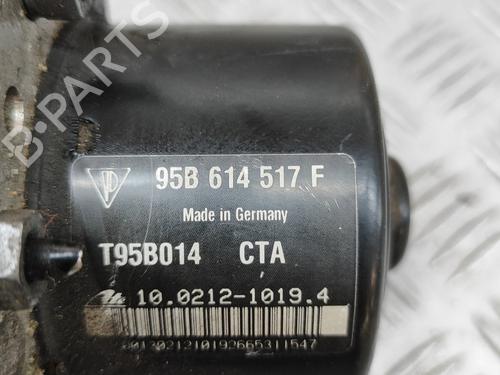 B-PARTS
95B 614 517 F
Made in Germany
T95B014 CTA
10.0212-1019.4